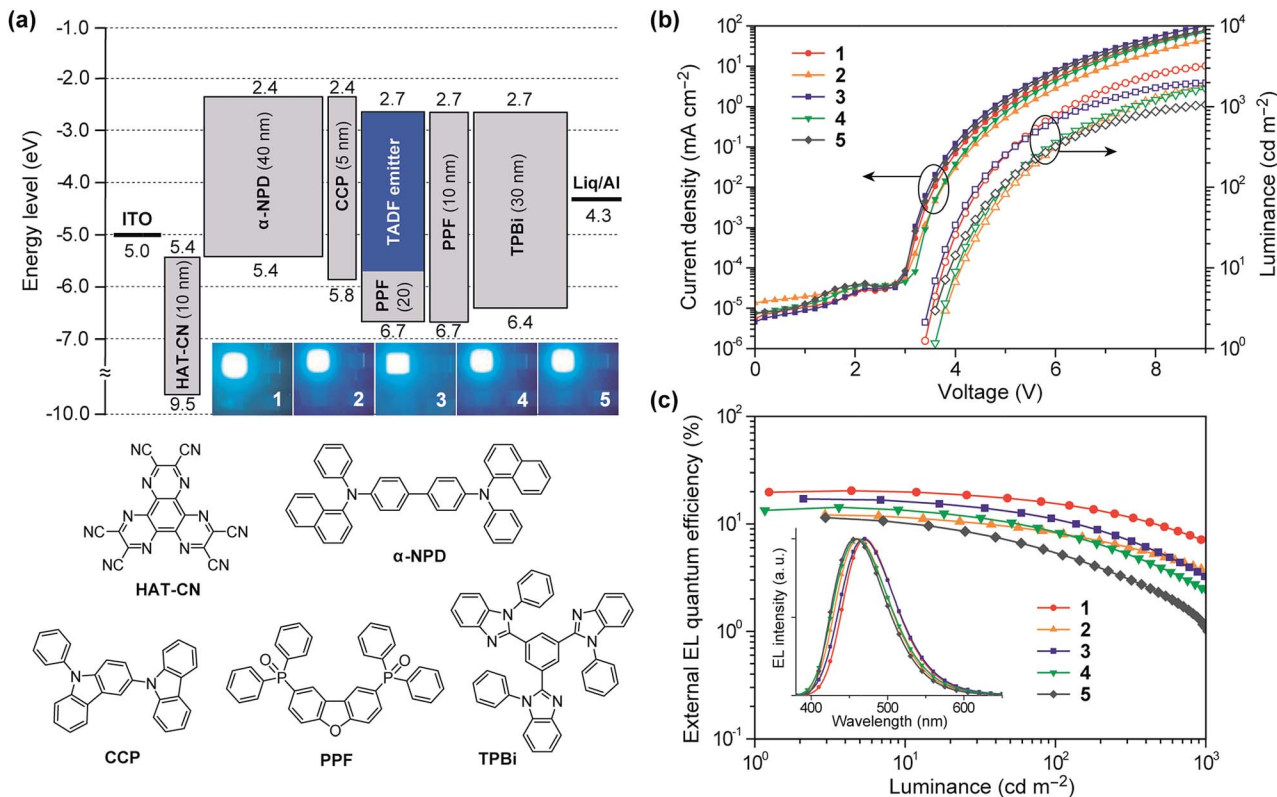 (a)
Energy level (eV)
-1.0
-2.0
-3.0
-4.0
-5.0
-6.0
-7.0
≈
-10.0
ITO
5.0
5.4
HAT-CN (10 nm)
9.5
2.4
α-NPD (40 nm)
5.4
2.4
CCP (5 nm)
5.8
2.7
TADF emitter
PPF
(20)
6.7
2.7
PPF (10 nm)
6.7
2.7
TPBi (30 nm)
6.4
Liq/Al
4.3
1
2
3
4
5
CN
CN
NC
NC
CN
CN
N
N
N
N
N
N
HAT-CN
N
N
α-NPD
N
N
CCP
O
P
O
P
O
PPF
N
N
N
N
N
N
TPBi
(b)
Current density (mA cm−2)
102
101
100
10-1
10-2
10-3
10-4
10-5
10-6
1
2
3
4
5
104
103
102
101
100
Luminance (cd m−2)
0
2
4
6
8
Voltage (V)
(c)
External EL quantum efficiency (%)
102
101
100
10-1
EL intensity (a.u.)
400
500
600
Wavelength (nm)
1
2
3
4
5
100
101
102
103
Luminance (cd m−2)